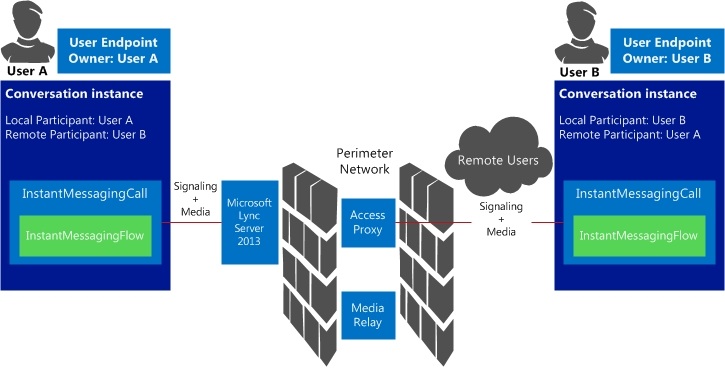 User A
User Endpoint
Owner: User A
Conversation instance
Local Participant: User A
Remote Participant: User B
InstantMessagingCall
InstantMessagingFlow
Signaling
+
Media
Microsoft
Lync
Server
2013
Perimeter
Network
Access
Proxy
Media
Relay
Remote Users
Signaling
+
Media
User B
User Endpoint
Owner: User B
Conversation instance
Local Participant: User B
Remote Participant: User A
InstantMessagingCall
InstantMessagingFlow